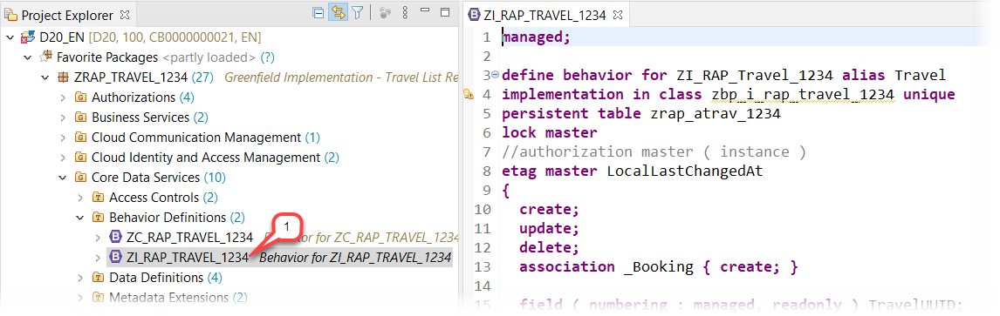 Project Explorer
D20_EN [D20, 100, CB0000000021, EN]
Favorite Packages <partly loaded> (?)
ZRAP_TRAVEL_1234 (27) Greenfield Implementation - Travel List Re
Authorizations (4)
Business Services (2)
Cloud Communication Management (1)
Cloud Identity and Access Management (2)
Core Data Services (10)
Access Controls (2)
Behavior Definitions (2)
1
ZC_RAP_TRAVEL_1234 Behavior for ZC_RAP_TRAVEL_1234
ZI_RAP_TRAVEL_1234 Behavior for ZI_RAP_TRAVEL_1234
Data Definitions (4)
Metadata Extensions (2)
ZI_RAP_TRAVEL_1234
1 managed;
2
3 define behavior for ZI_RAP_Travel_1234 alias Travel
4 implementation in class zbp_i_rap_travel_1234 unique
5 persistent table zrap_atrav_1234
6 lock master
7 //authorization master ( instance )
8 etag master LocalLastChangedAt
9 {
10 create;
11 update;
12 delete;
13 association _Booking { create; }
14
15 field ( numbering : managed, readonly ) TravelUUID;